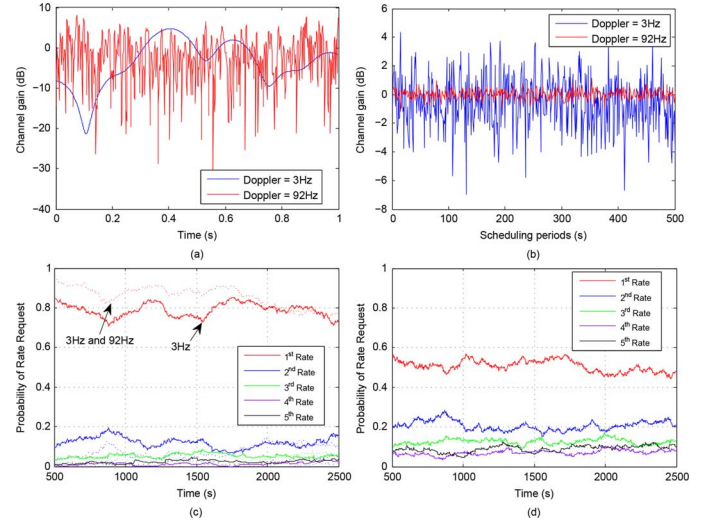 10
0
−10
−20
−30
−40
Channel gain (dB)
Doppler = 3Hz
Doppler = 92Hz
0
0.2
0.4
0.6
0.8
1
Time (s)
(a)
6
4
2
0
−2
−4
−6
−8
Channel gain (dB)
Doppler = 3Hz
Doppler = 92Hz
0
100
200
300
400
500
Scheduling periods (s)
(b)
1
0.8
0.6
0.4
0.2
0
Probability of Rate Request
3Hz and 92Hz
3Hz
1st Rate
2nd Rate
3rd Rate
4th Rate
5th Rate
500
1000
1500
2000
2500
Time (s)
(c)
1
0.8
0.6
0.4
0.2
0
Probability of Rate Request
1st Rate
2nd Rate
3rd Rate
4th Rate
5th Rate
500
1000
1500
2000
2500
Time (s)
(d)